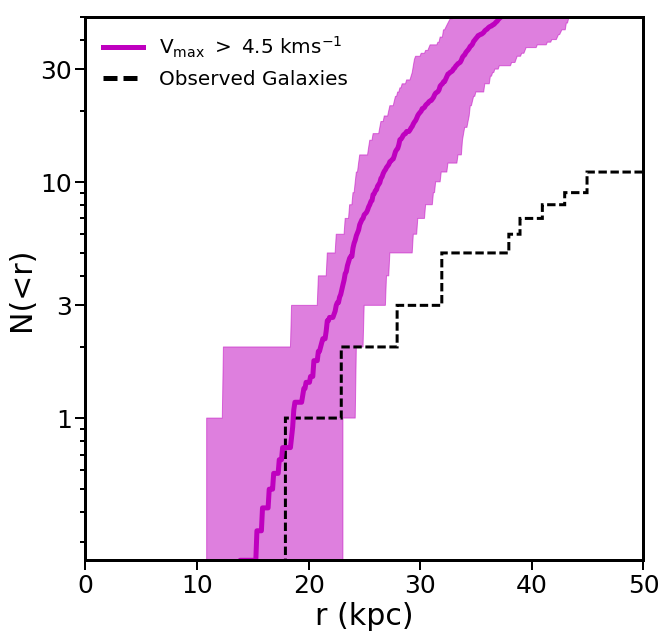 V_max > 4.5 kms⁻¹
Observed Galaxies
30
10
3
1
N(<r)
0 10 20 30 40 50
r (kpc)